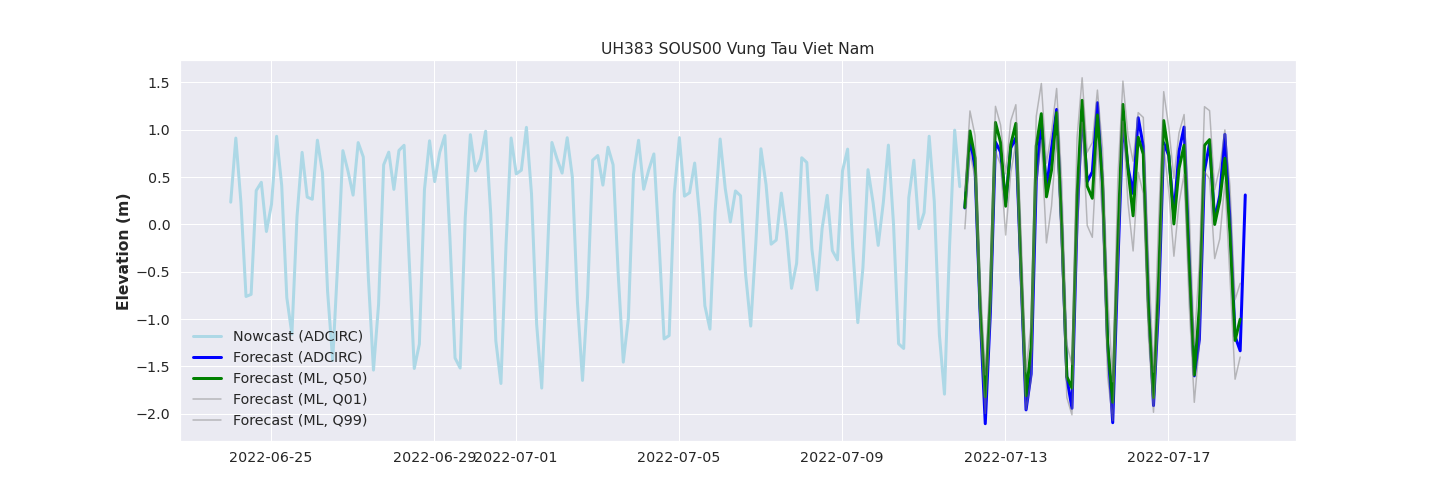 UH383 SOUS00 Vung Tau Viet Nam
Elevation (m)
1.5
1.0
0.5
0.0
−0.5
−1.0
−1.5
−2.0
Nowcast (ADCIRC)
Forecast (ADCIRC)
Forecast (ML, Q50)
Forecast (ML, Q01)
Forecast (ML, Q99)
2022-06-25 2022-06-29 2022-07-01 2022-07-05 2022-07-09 2022-07-13 2022-07-17